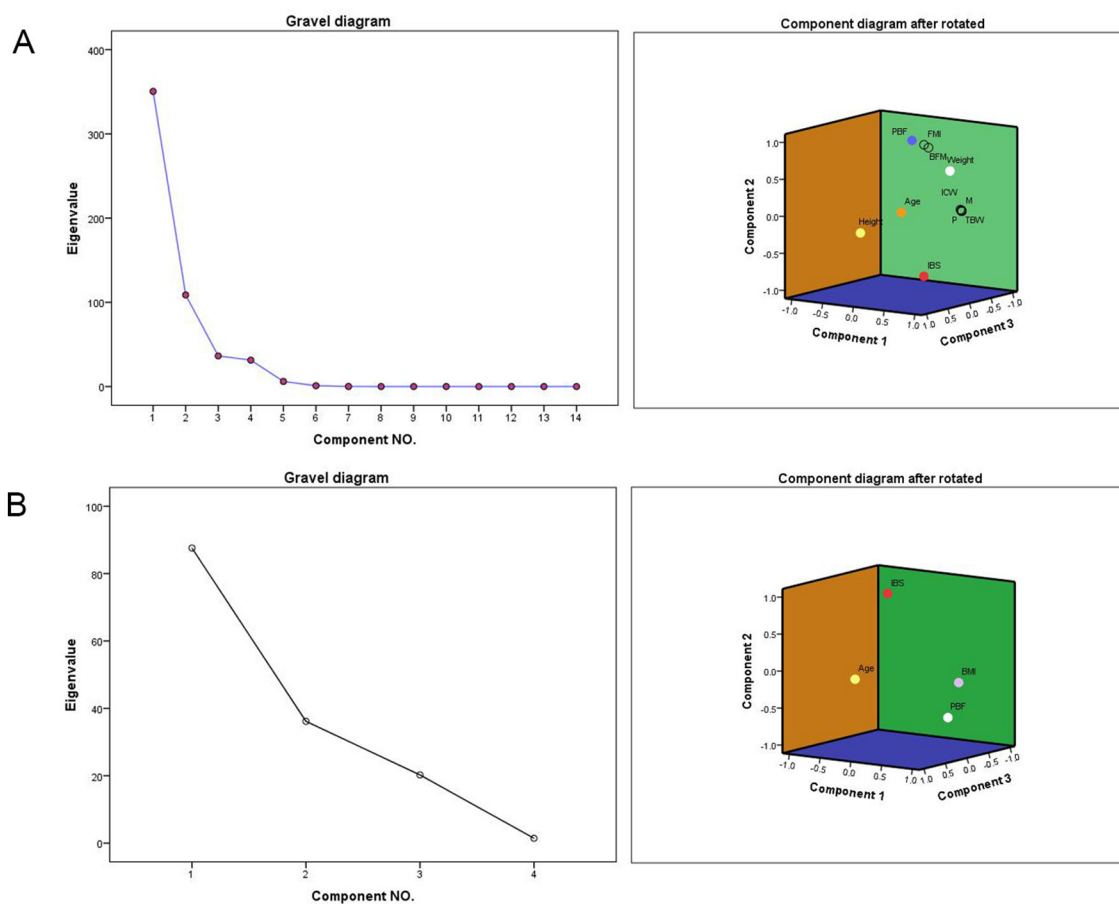 A
Gravel diagram
Eigenvalue
400
300
200
100
0
1 2 3 4 5 6 7 8 9 10 11 12 13 14
Component NO.
Component diagram after rotated
Component 2
1.0
0.5
0.0
-0.5
-1.0
PBF
FMI
BFM
Weight
ICW
M
P
TBW
Age
Height
IBS
-1.0 -0.5 0.0 0.5 1.0
Component 1
1.0 0.5 0.0 -0.5 -1.0
Component 3
B
Gravel diagram
Eigenvalue
100
80
60
40
20
0
1 2 3 4
Component NO.
Component diagram after rotated
Component 2
1.0
0.5
0.0
-0.5
-1.0
IBS
Age
BMI
PBF
-1.0 -0.5 0.0 0.5 1.0
Component 1
1.0 0.5 0.0 -0.5 -1.0
Component 3